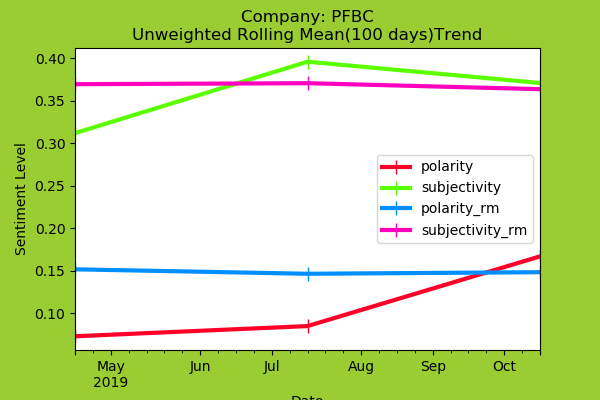 Company: PFBC
Unweighted Rolling Mean(100 days)Trend
Sentiment Level
0.40
0.35
0.30
0.25
0.20
0.15
0.10
polarity
subjectivity
polarity_rm
subjectivity_rm
May Jun Jul Aug Sep Oct
2019
Date